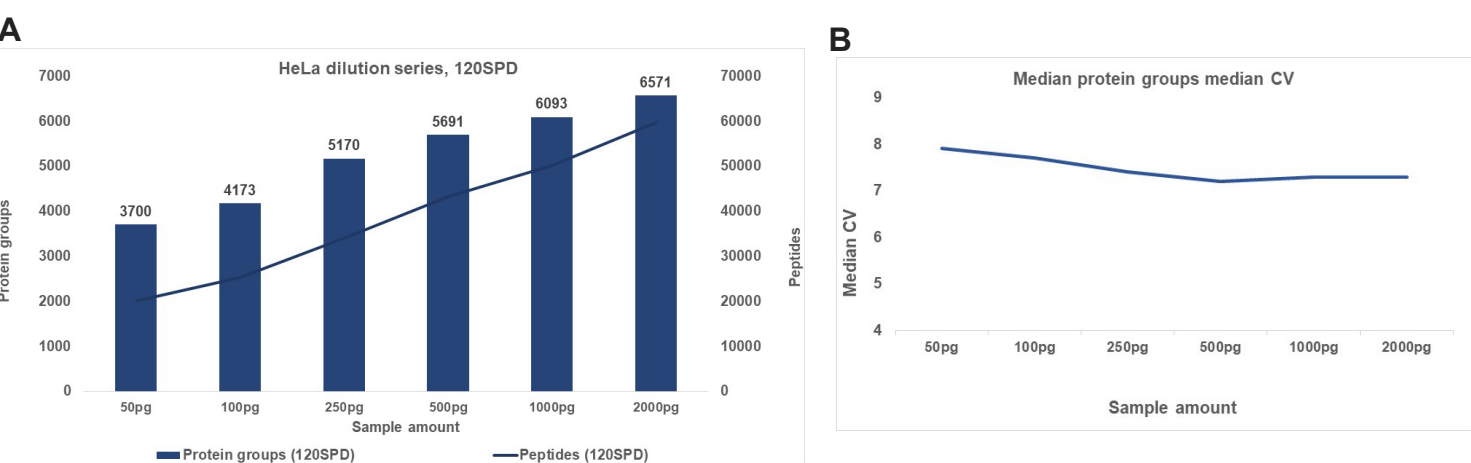 A
HeLa dilution series, 120SPD
7000
6000
5000
4000
3000
2000
1000
0
Protein groups
3700
4173
5170
5691
6093
6571
70000
60000
50000
40000
30000
20000
10000
0
Peptides
50pg 100pg 250pg 500pg 1000pg 2000pg
Sample amount
Protein groups (120SPD) Peptides (120SPD)
B
Median protein groups median CV
9
8
7
6
5
4
Median CV
50pg 100pg 250pg 500pg 1000pg 2000pg
Sample amount